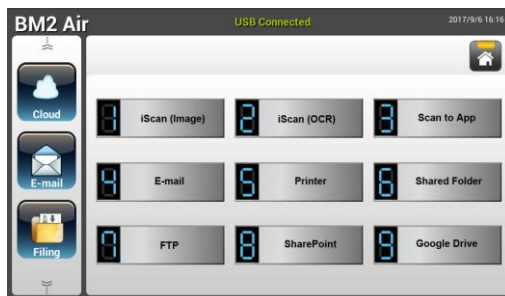 BM2 Air USB Connected 2017/9/6 16:16
Cloud
E-mail
Filing
1 iScan (Image) 2 iScan (OCR) 3 Scan to App
4 E-mail 5 Printer 6 Shared Folder
7 FTP 8 SharePoint 9 Google Drive